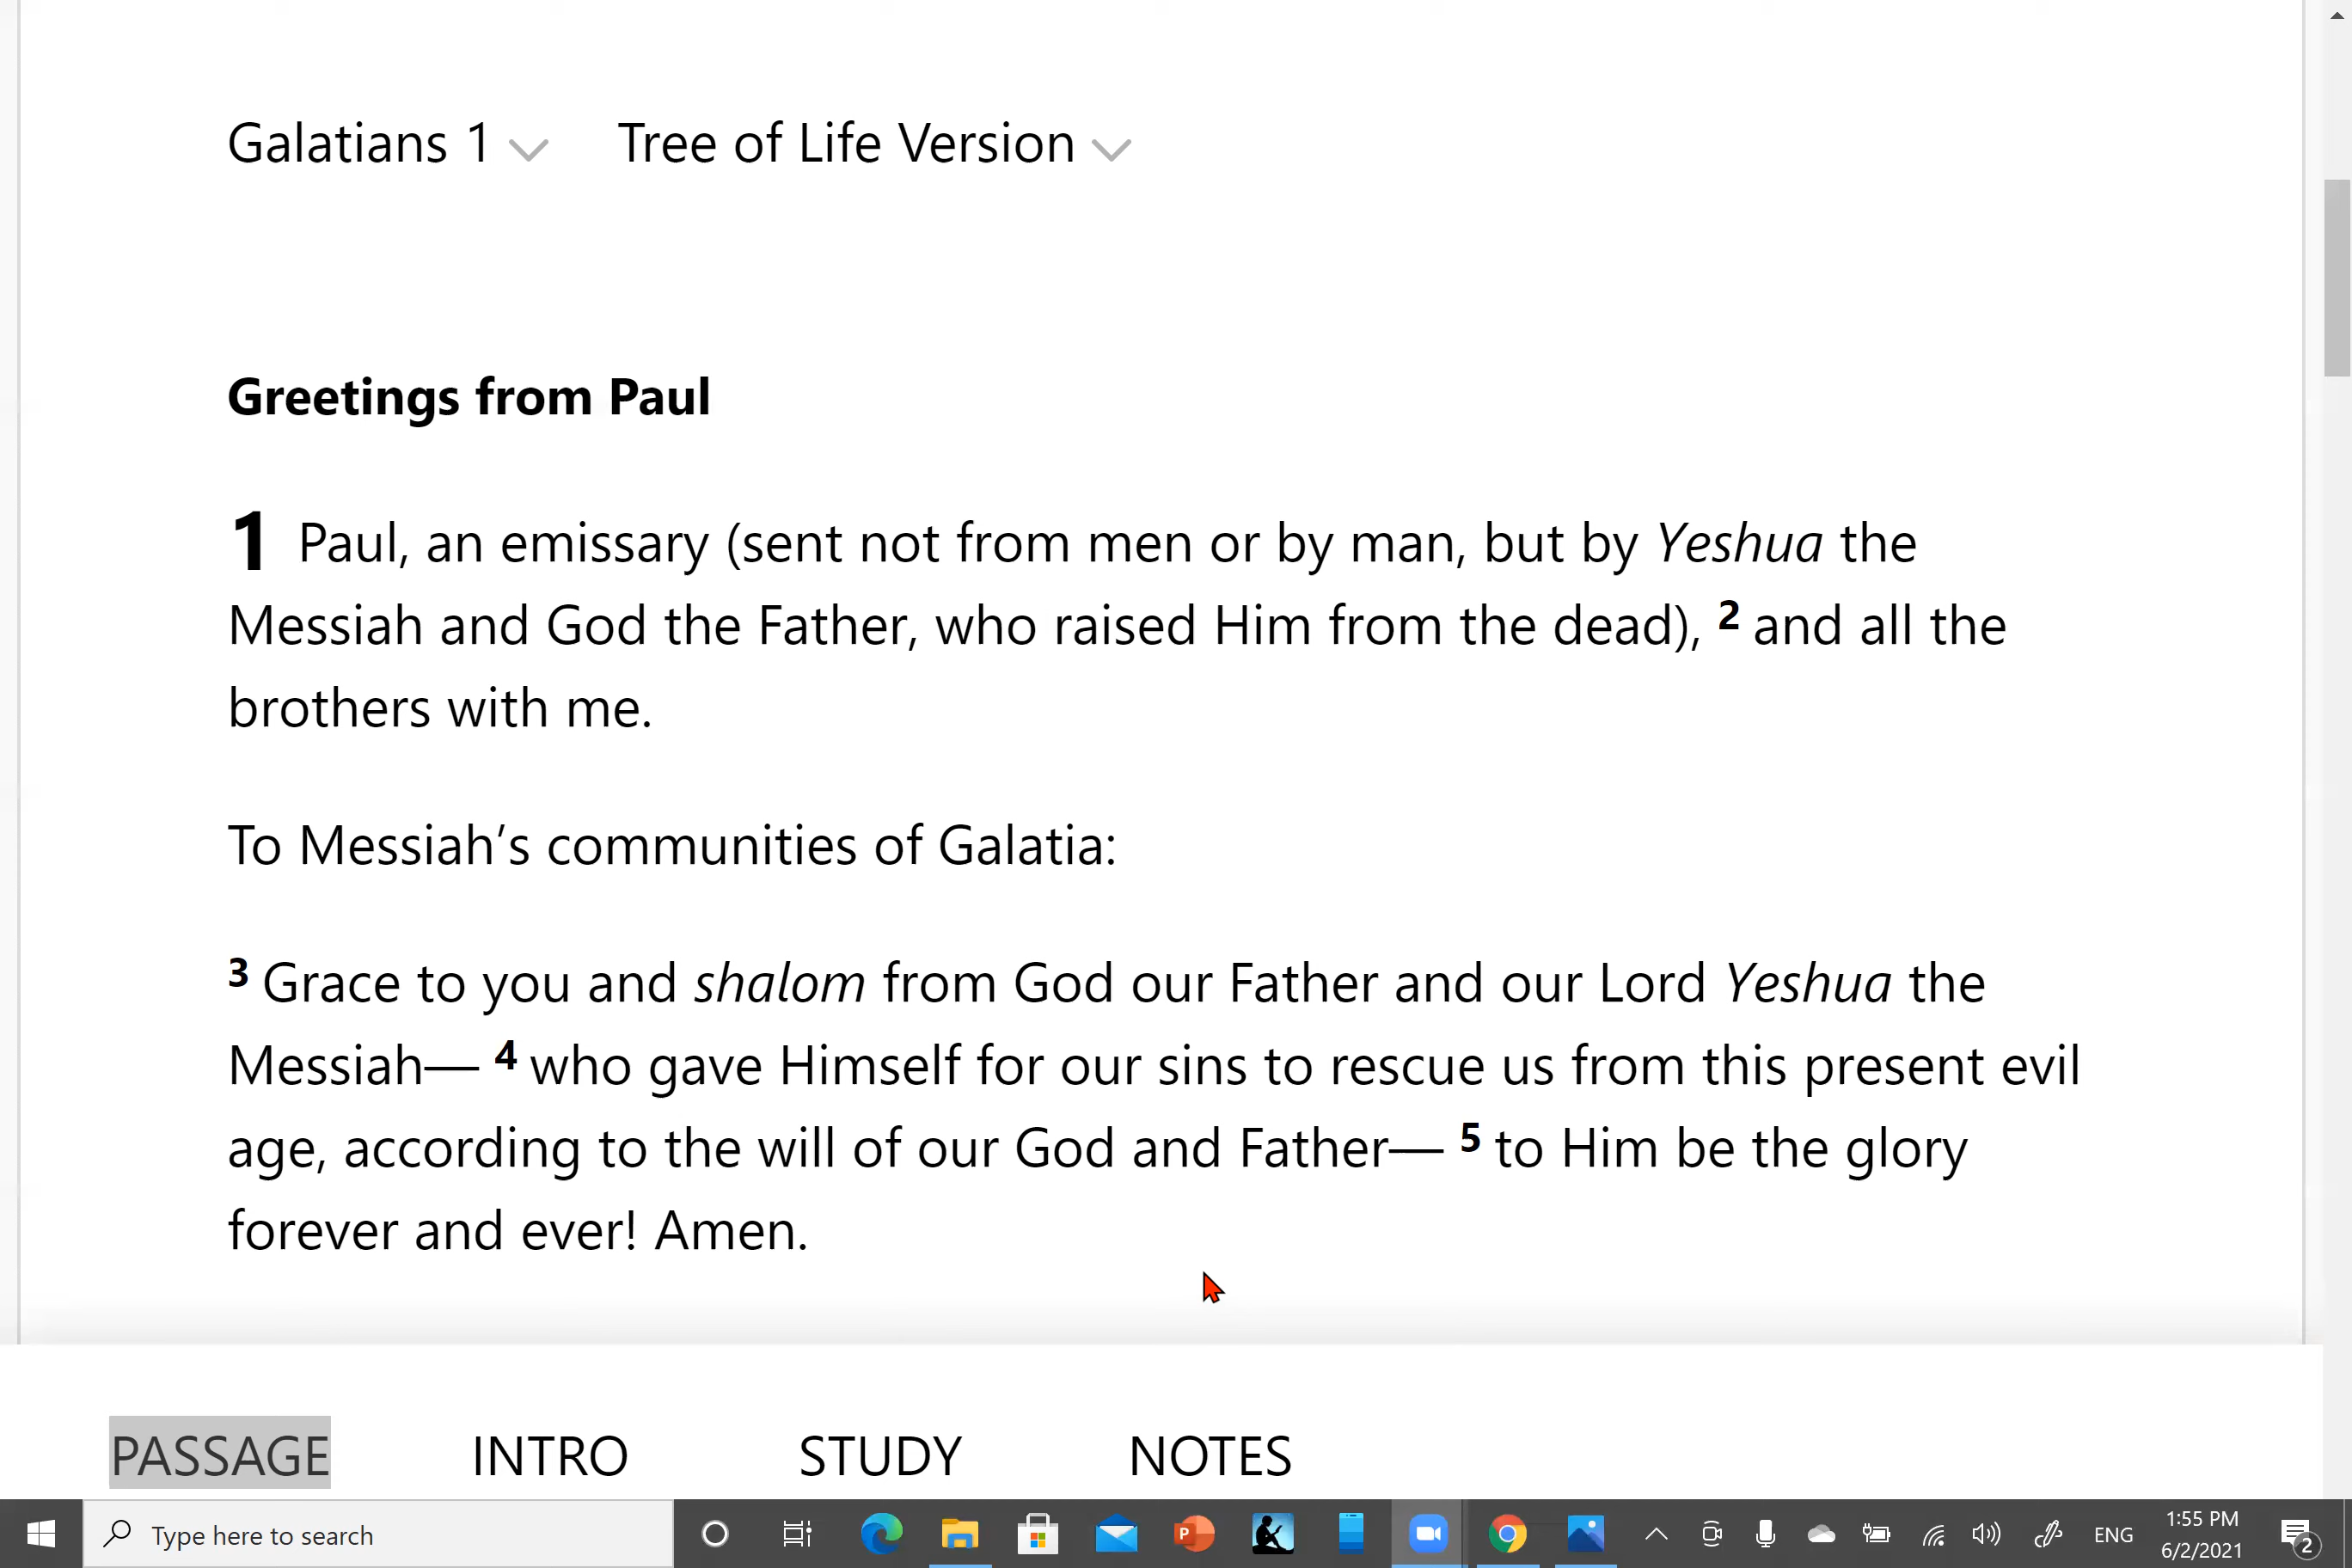 Galatians 1 Tree of Life Version
Greetings from Paul
1 Paul, an emissary (sent not from men or by man, but by Yeshua the
Messiah and God the Father, who raised Him from the dead), 2 and all the
brothers with me.
To Messiah’s communities of Galatia:
3 Grace to you and shalom from God our Father and our Lord Yeshua the
Messiah— 4 who gave Himself for our sins to rescue us from this present evil
age, according to the will of our God and Father— 5 to Him be the glory
forever and ever! Amen.
PASSAGE INTRO STUDY NOTES
Type here to search
P
ENG
1:55 PM
6/2/2021
2